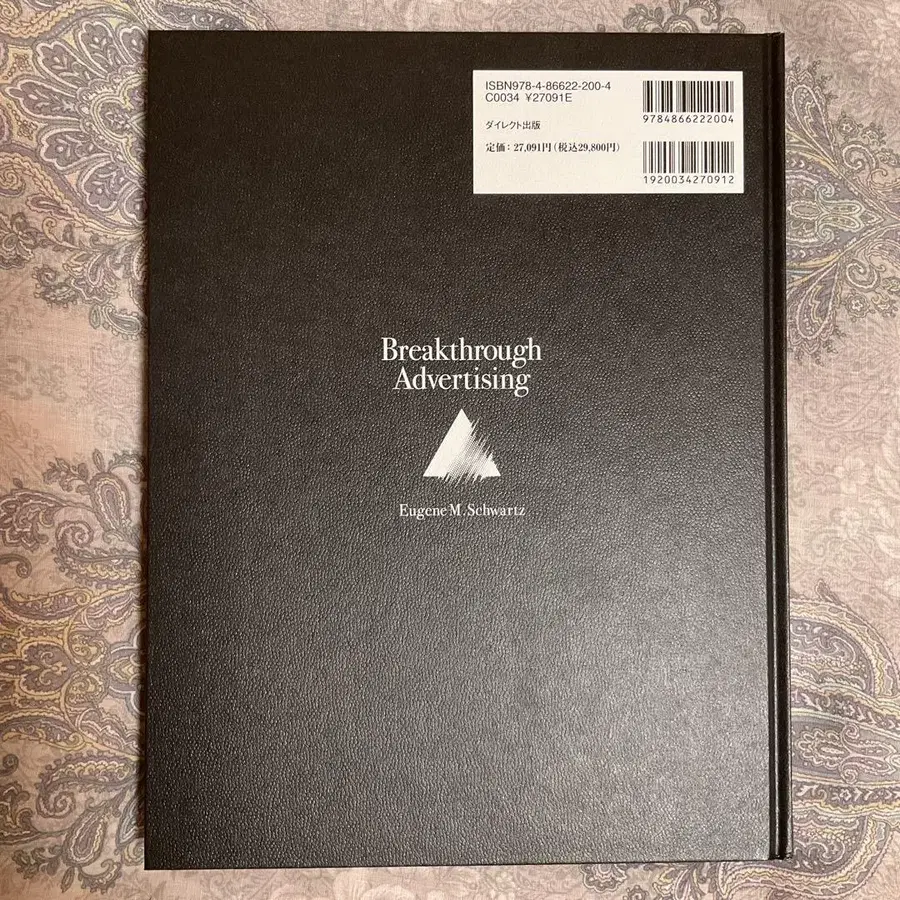 ISBN978-4-86622-200-4
C0034 ¥27091E
9784866222004
ダイレクト出版
定価：27,091円（税込29,800円）
1920034270912
Breakthrough
Advertising
Eugene M. Schwartz